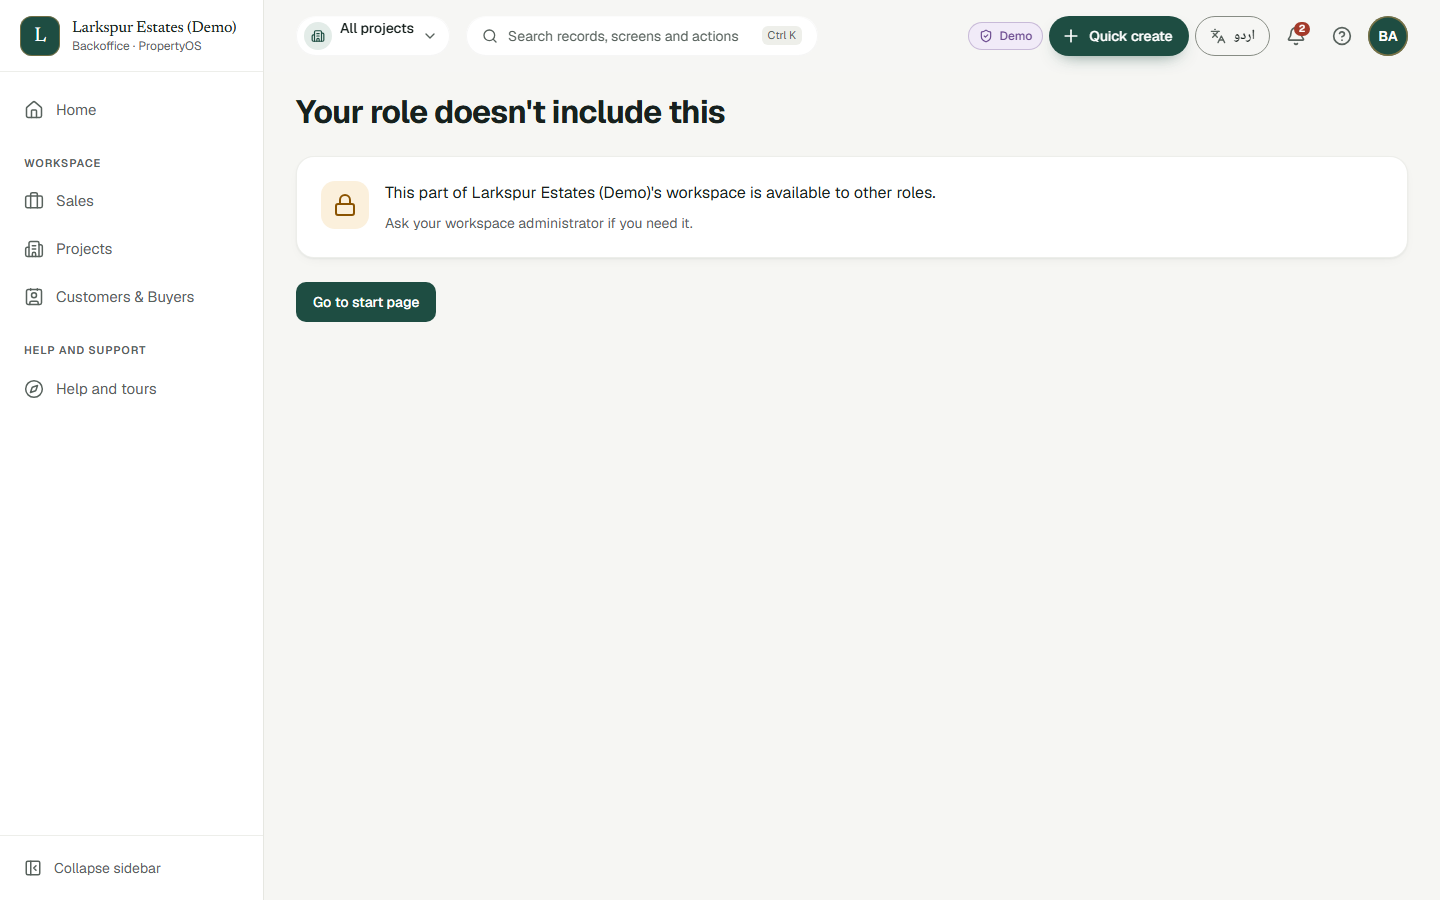 L
Larkspur Estates (Demo)
Backoffice · PropertyOS
All projects
Search records, screens and actions
Ctrl K
Demo
Quick create
اردو
2
BA
Home
WORKSPACE
Sales
Projects
Customers & Buyers
HELP AND SUPPORT
Help and tours
Collapse sidebar
Your role doesn't include this
This part of Larkspur Estates (Demo)'s workspace is available to other roles.
Ask your workspace administrator if you need it.
Go to start page